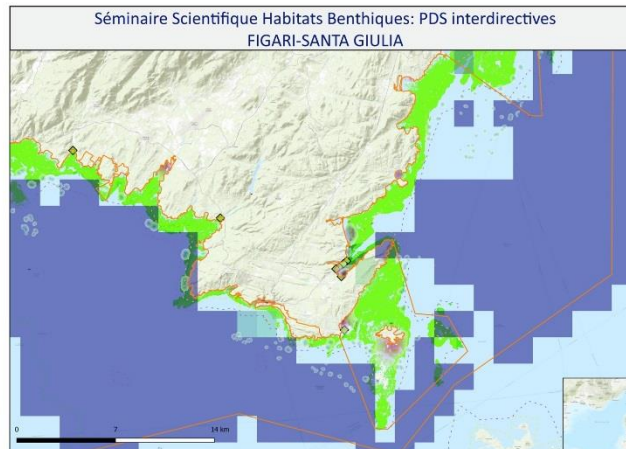 Séminaire Scientifique Habitats Benthiques: PDS interdirectives
FIGARI-SANTA GIULIA
0 7 14 km